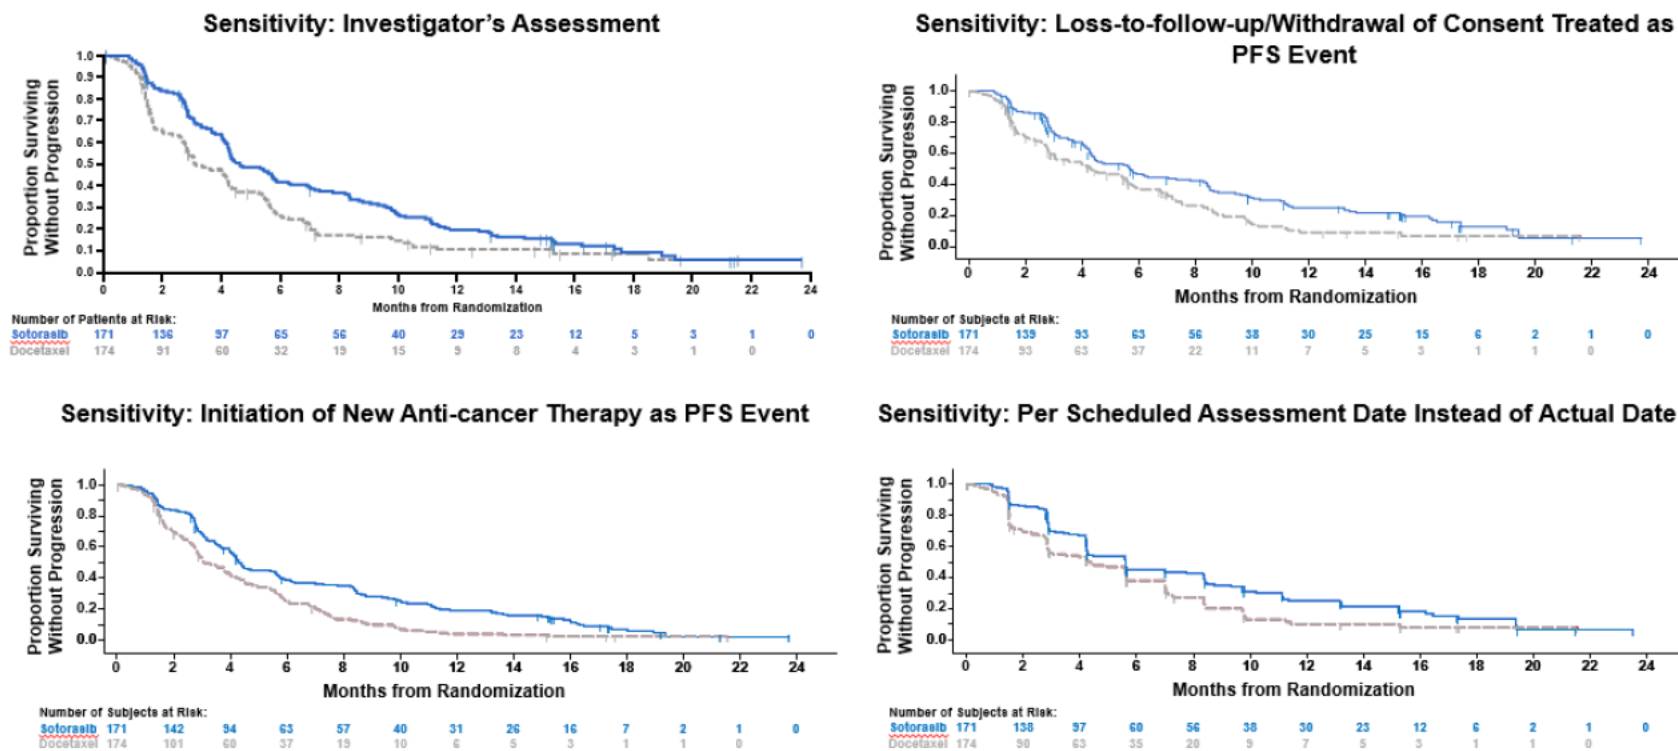 Sensitivity: Investigator's Assessment
Proportion Surviving
Without Progression
1.0
0.9
0.8
0.7
0.6
0.5
0.4
0.3
0.2
0.1
0.0
0 2 4 6 8 10 12 14 16 18 20 22 24
Months from Randomization
Number of Patients at Risk:
Sotorasib 171 136 97 65 56 40 29 23 12 5 3 1 0
Docetaxel 174 91 60 32 19 15 9 8 4 3 1 0
Sensitivity: Loss-to-follow-up/Withdrawal of Consent Treated as
PFS Event
Proportion Surviving
Without Progression
1.0
0.8
0.6
0.4
0.2
0.0
0 2 4 6 8 10 12 14 16 18 20 22 24
Months from Randomization
Number of Subjects at Risk:
Sotorasib 171 139 93 63 56 38 30 25 15 6 2 1 0
Docetaxel 174 93 63 37 22 11 7 5 3 1 1 0
Sensitivity: Initiation of New Anti-cancer Therapy as PFS Event
Proportion Surviving
Without Progression
1.0
0.8
0.6
0.4
0.2
0.0
0 2 4 6 8 10 12 14 16 18 20 22 24
Months from Randomization
Number of Subjects at Risk:
Sotorasib 171 142 94 63 57 40 31 26 16 7 2 1 0
Docetaxel 174 101 60 37 19 10 6 5 3 1 1 0
Sensitivity: Per Scheduled Assessment Date Instead of Actual Date
Proportion Surviving
Without Progression
1.0
0.8
0.6
0.4
0.2
0.0
0 2 4 6 8 10 12 14 16 18 20 22 24
Months from Randomization
Number of Subjects at Risk:
Sotorasib 171 138 97 60 56 38 30 23 12 6 2 1 0
Docetaxel 174 90 63 35 20 9 7 5 3 1 1 0